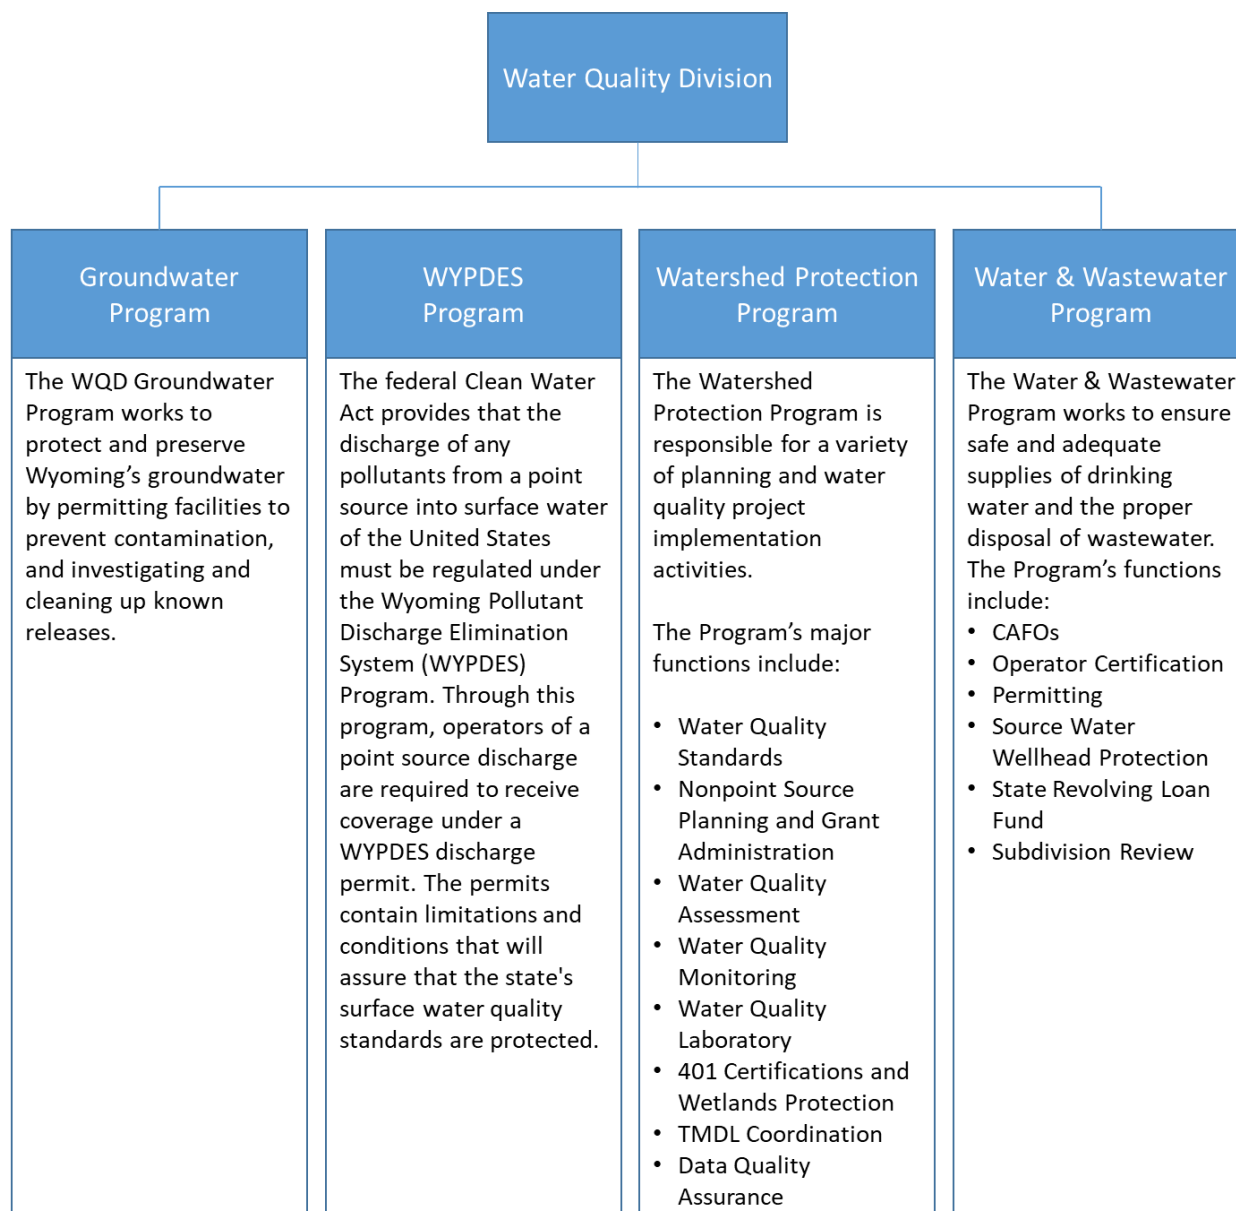 Water Quality Division
Groundwater
Program
The WQD Groundwater
Program works to
protect and preserve
Wyoming’s groundwater
by permitting facilities to
prevent contamination,
and investigating and
cleaning up known
releases.
WYPDES
Program
The federal Clean Water
Act provides that the
discharge of any
pollutants from a point
source into surface water
of the United States
must be regulated under
the Wyoming Pollutant
Discharge Elimination
System (WYPDES)
Program. Through this
program, operators of a
point source discharge
are required to receive
coverage under a
WYPDES discharge
permit. The permits
contain limitations and
conditions that will
assure that the state's
surface water quality
standards are protected.
Watershed Protection
Program
The Watershed
Protection Program is
responsible for a variety
of planning and water
quality project
implementation
activities.
The Program’s major
functions include:
• Water Quality
Standards
• Nonpoint Source
Planning and Grant
Administration
• Water Quality
Assessment
• Water Quality
Monitoring
• Water Quality
Laboratory
• 401 Certifications and
Wetlands Protection
• TMDL Coordination
• Data Quality
Assurance
Water & Wastewater
Program
The Water & Wastewater
Program works to ensure
safe and adequate
supplies of drinking
water and the proper
disposal of wastewater.
The Program’s functions
include:
• CAFOs
• Operator Certification
• Permitting
• Source Water
Wellhead Protection
• State Revolving Loan
Fund
• Subdivision Review